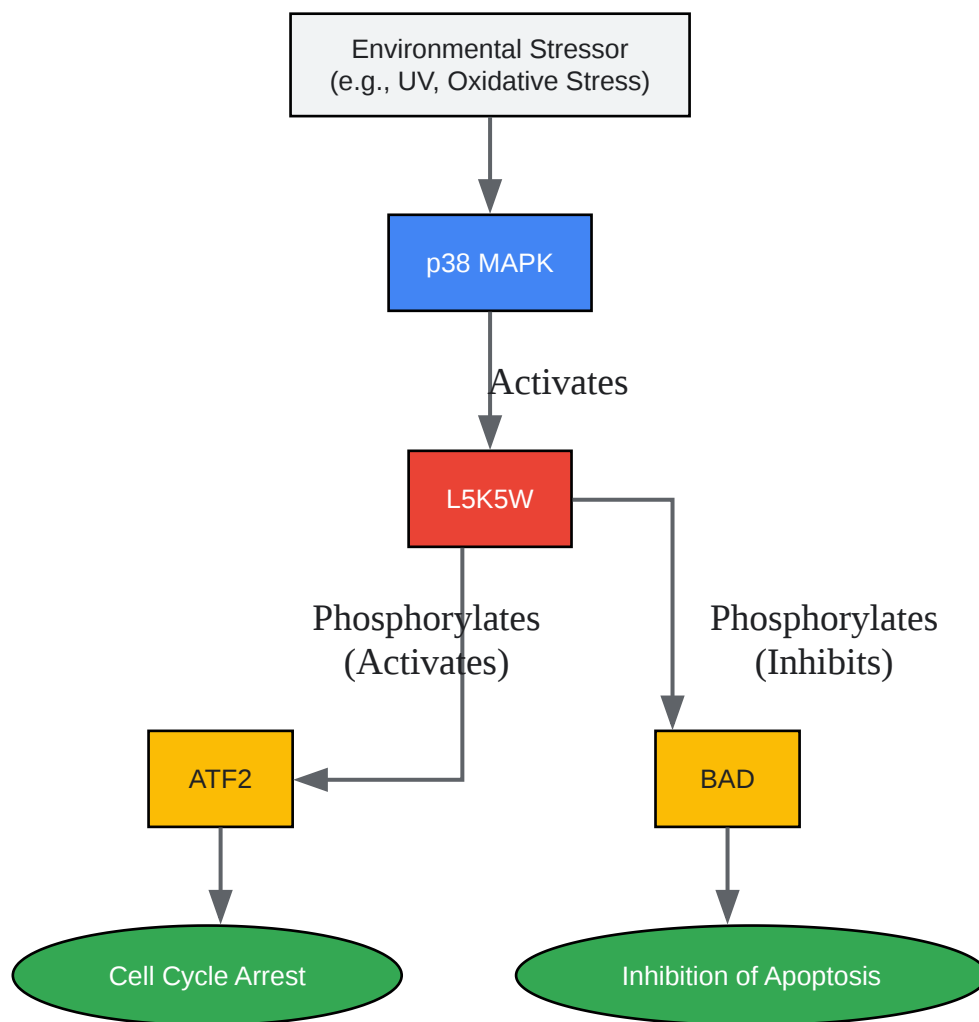 Environmental Stressor
(e.g., UV, Oxidative Stress)
p38 MAPK
Activates
L5K5W
Phosphorylates
(Activates)
Phosphorylates
(Inhibits)
ATF2
BAD
Cell Cycle Arrest
Inhibition of Apoptosis